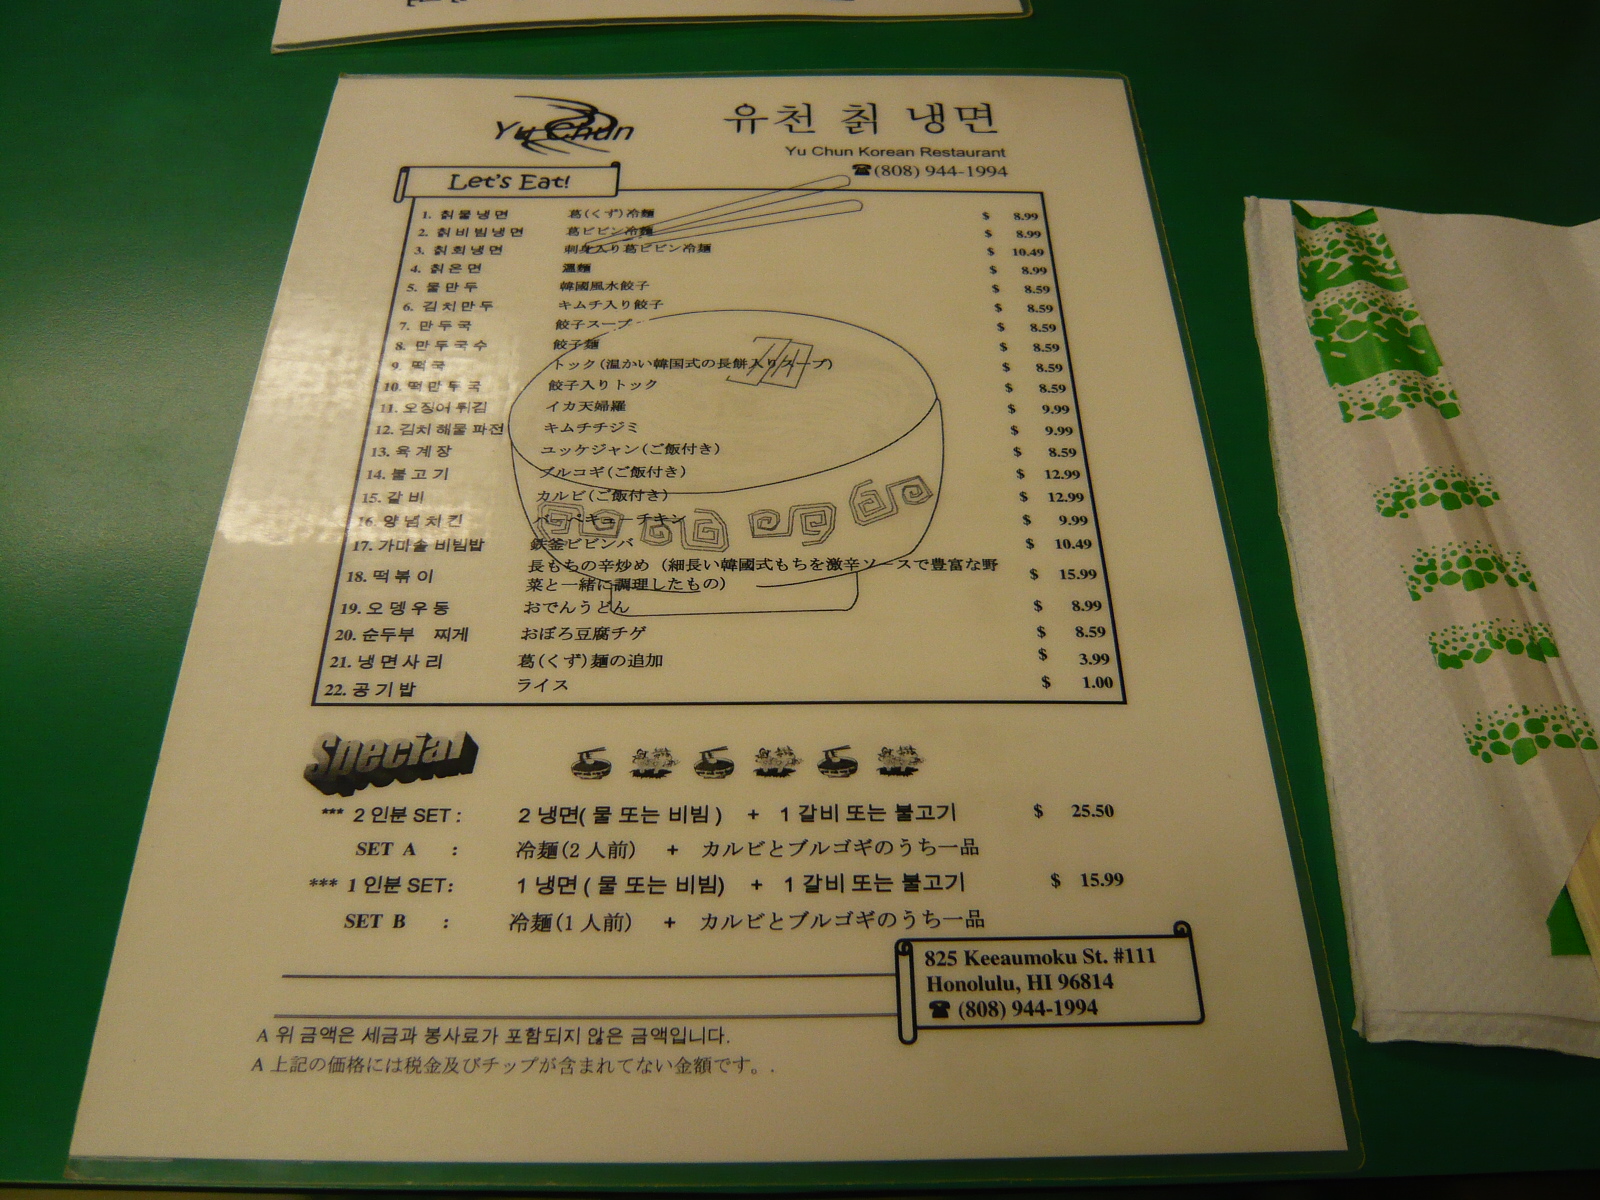 Yu Chun
유천 칡 냉면
Yu Chun Korean Restaurant
☎(808) 944-1994
Let's Eat!
1. 칡물냉면 葛(くず)冷麵 $ 8.99
2. 칡비빔냉면 葛ビビン冷麵 $ 8.99
3. 칡회냉면 刺身入り葛ビビン冷麵 $ 10.49
4. 칡온면 温麵 $ 8.99
5. 물만두 韓國風水餃子 $ 8.59
6. 김치만두 キムチ入り餃子 $ 8.59
7. 만두국 餃子スープ $ 8.59
8. 만두국수 餃子麵 $ 8.59
9. 떡국 トック(温かい韓国式の長餅入りスープ) $ 8.59
10. 떡만두국 餃子入りトック $ 8.59
11. 오징어튀김 イカ天婦羅 $ 9.99
12. 김치해물파전 キムチチジミ $ 9.99
13. 육계장 ユッケジャン(ご飯付き) $ 8.59
14. 불고기 ブルコギ(ご飯付き) $ 12.99
15. 갈비 カルビ(ご飯付き) $ 12.99
16. 양념치킨 バーベキューチキン $ 9.99
17. 가마솥 비빔밥 鉄釜ビビンバ $ 10.49
18. 떡볶이 長もちの辛炒め (細長い韓國式もちを激辛ソースで豊富な野 $ 15.99
菜と一緒に調理したもの)
19. 오뎅우동 おでんうどん $ 8.99
20. 순두부 찌게 おぼろ豆腐チゲ $ 8.59
21. 냉면사리 葛(くず)麵の追加 $ 3.99
22. 공기밥 ライス $ 1.00
Special
*** 2 인분 SET : 2 냉면( 물 또는 비빔 ) + 1 갈비 또는 불고기 $ 25.50
SET A : 冷麵(2 人前) + カルビとブルゴギのうち一品
*** 1 인분 SET: 1 냉면 ( 물 또는 비빔) + 1 갈비 또는 불고기 $ 15.99
SET B : 冷麵(1 人前) + カルビとブルゴギのうち一品
825 Keeaumoku St. #111
Honolulu, HI 96814
☎ (808) 944-1994
A 위 금액은 세금과 봉사료가 포함되지 않은 금액입니다.
A 上記の価格には税金及びチップが含まれてない金額です。.